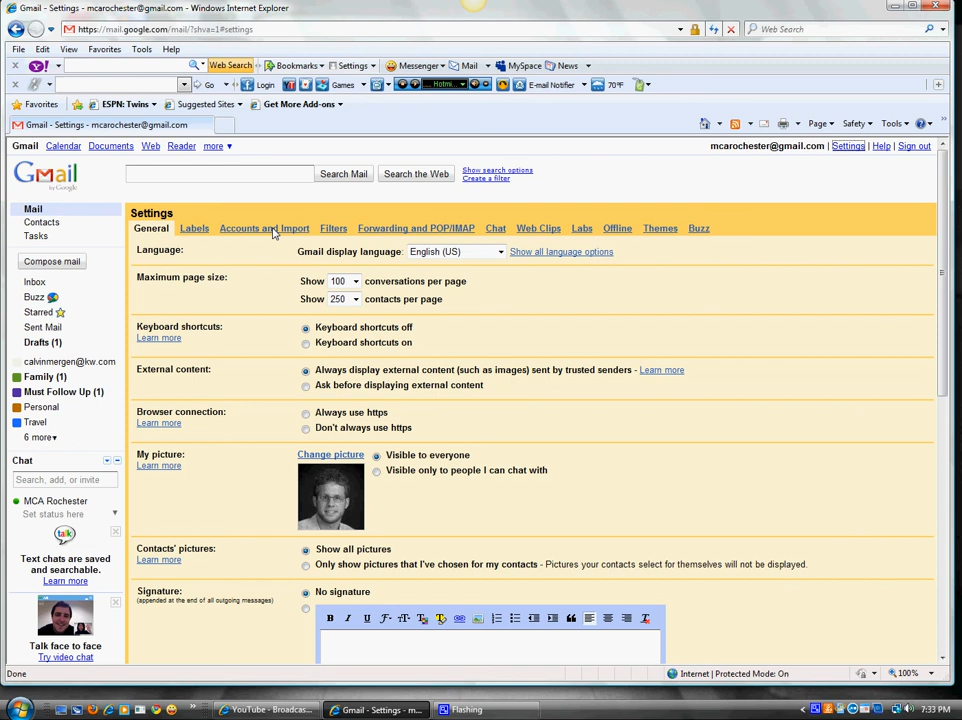 Gmail - Settings - mcarochester@gmail.com - Windows Internet Explorer
https://mail.google.com/mail/?shva=1#settings
Web Search
File Edit View Favorites Tools Help
Web Search Bookmarks Settings Messenger Mail MySpace News
Go Login Games Hotmi E-mail Notifier 70°F
Favorites ESPN: Twins Suggested Sites Get More Add-ons
Gmail - Settings - mcarochester@gmail.com
Page Safety Tools
Gmail Calendar Documents Web Reader more ▼
mcarochester@gmail.com | Settings | Help | Sign out
Gmail by Google
Search Mail Search the Web
Show search options
Create a filter
Mail
Contacts
Tasks
Compose mail
Inbox
Buzz
Starred
Sent Mail
Drafts (1)
calvinmergen@kw.com
Family (1)
Must Follow Up (1)
Personal
Travel
6 more▼
Chat
Search, add, or invite
MCA Rochester
Set status here
talk
Text chats are saved
and searchable.
Learn more
Talk face to face
Try video chat
Settings
General Labels Accounts and Import Filters Forwarding and POP/IMAP Chat Web Clips Labs Offline Themes Buzz
Language:
Gmail display language: English (US) Show all language options
Maximum page size:
Show 100 conversations per page
Show 250 contacts per page
Keyboard shortcuts:
Learn more
Keyboard shortcuts off
Keyboard shortcuts on
External content:
Always display external content (such as images) sent by trusted senders - Learn more
Ask before displaying external content
Browser connection:
Learn more
Always use https
Don't always use https
My picture:
Learn more
Change picture
Visible to everyone
Visible only to people I can chat with
Contacts' pictures:
Learn more
Show all pictures
Only show pictures that I've chosen for my contacts - Pictures your contacts select for themselves will not be displayed.
Signature:
(appended at the end of all outgoing messages)
No signature
B I U
Done
Internet | Protected Mode: On
100%
YouTube - Broadcas...
Gmail - Settings - m...
Flashing
7:33 PM